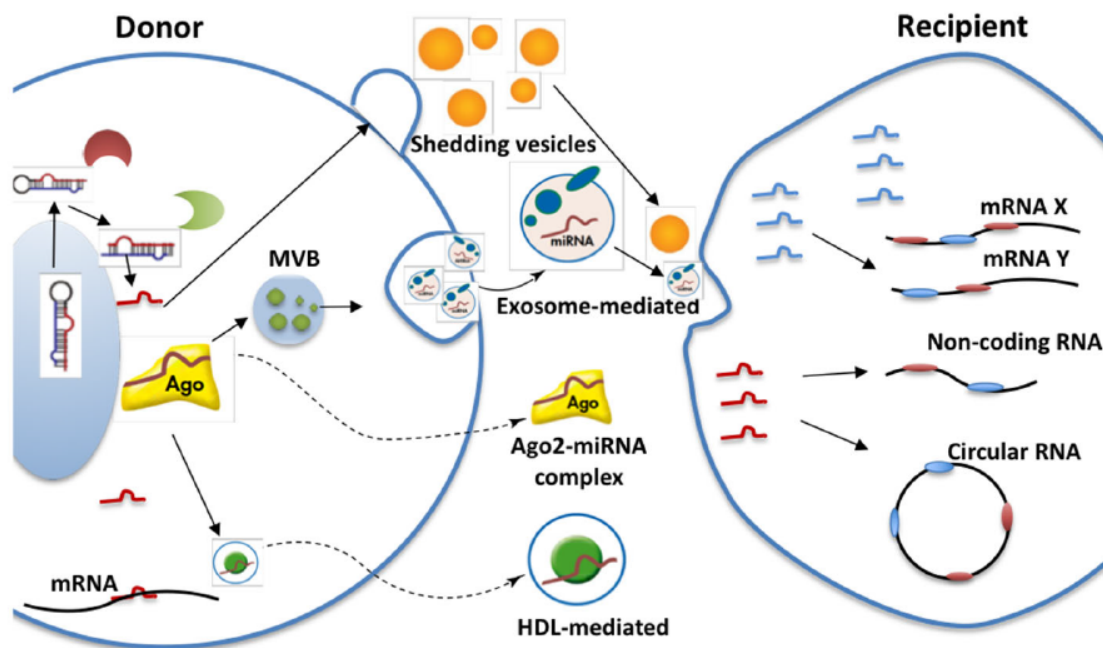 Donor
Recipient
Shedding vesicles
miRNA
MVB
Exosome-mediated
mRNA X
mRNA Y
Non-coding RNA
Ago
Ago
Ago2-miRNA
complex
Circular RNA
mRNA
HDL-mediated